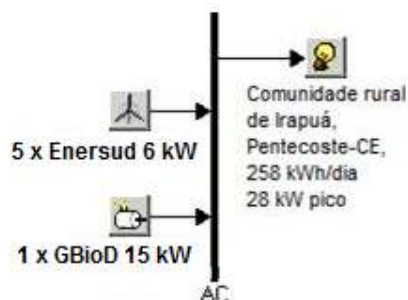 Comunidade rural
de Irapuá,
Pentecoste-CE,
258 kWh/dia
28 kW pico
5 x Enersud 6 kW
1 x GBioD 15 kW
AC